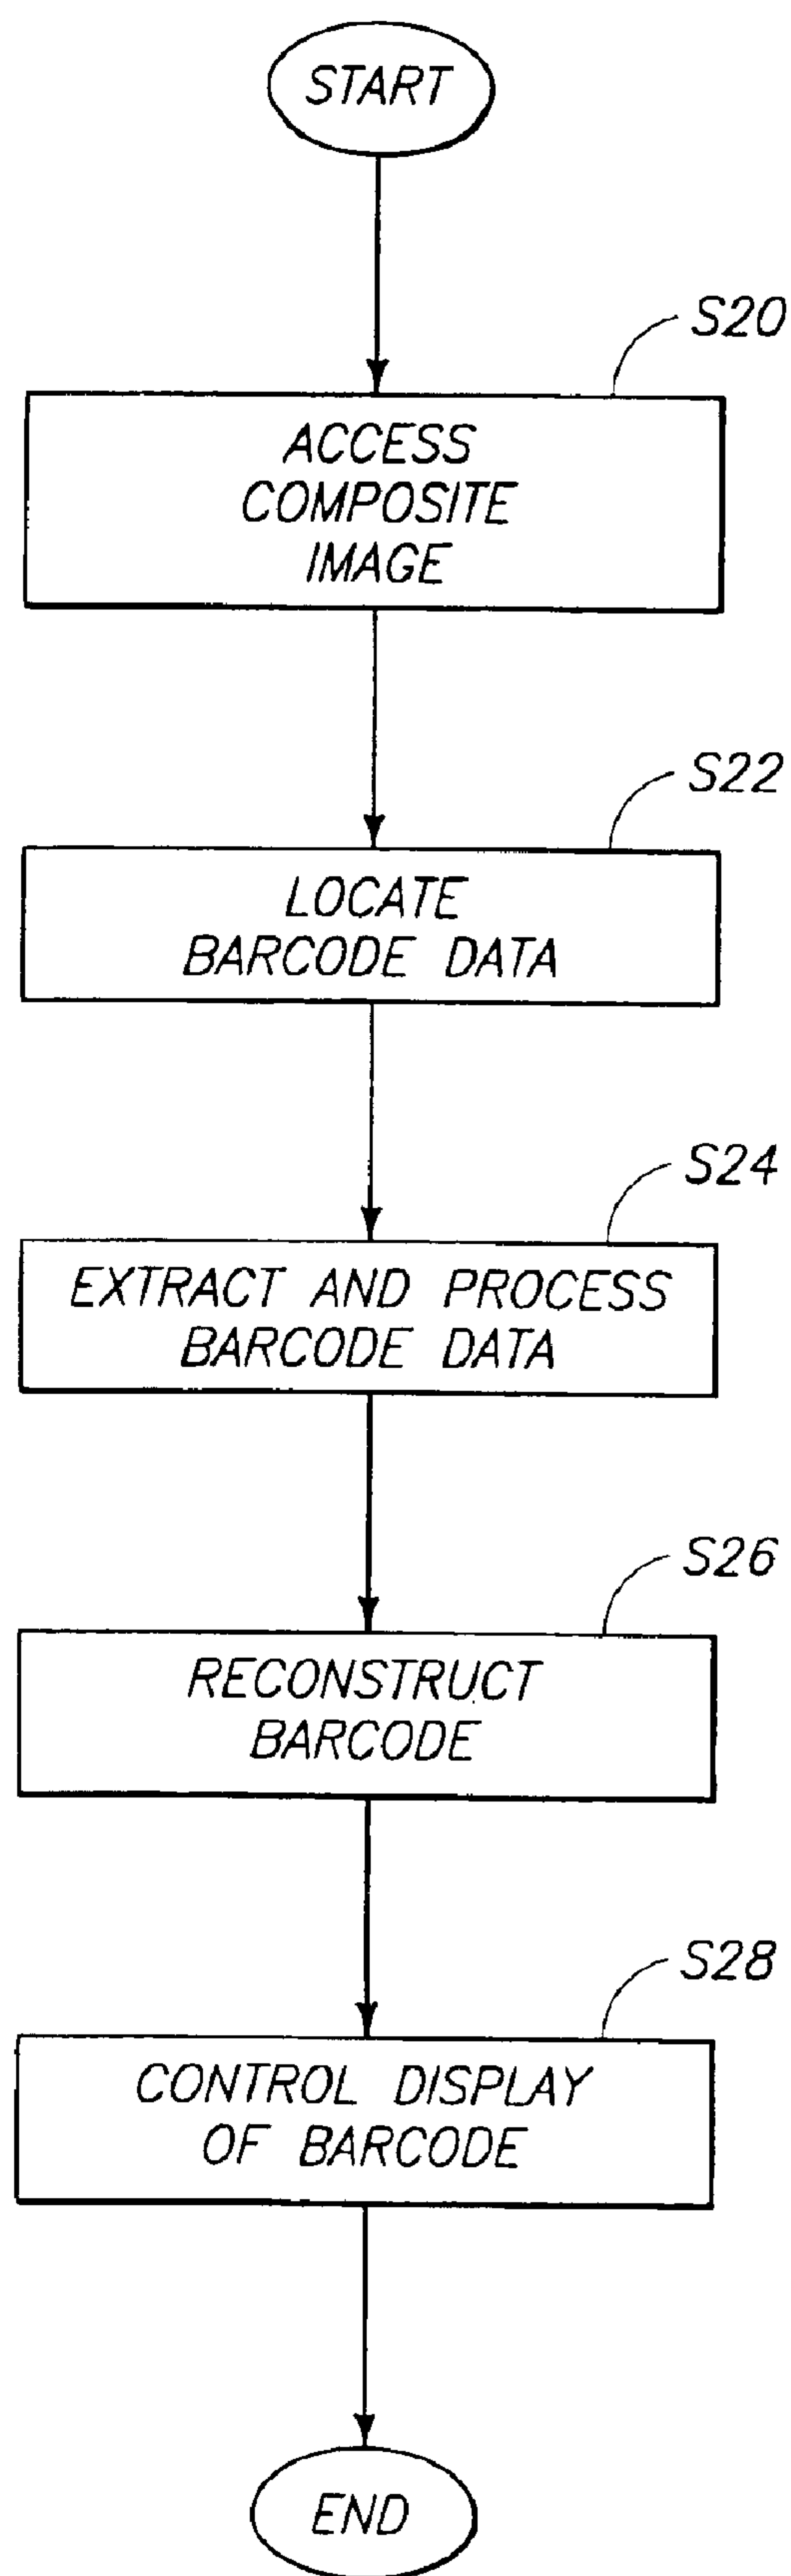 START
S20
ACCESS
COMPOSITE
IMAGE
S22
LOCATE
BARCODE DATA
S24
EXTRACT AND PROCESS
BARCODE DATA
S26
RECONSTRUCT
BARCODE
S28
CONTROL DISPLAY
OF BARCODE
END